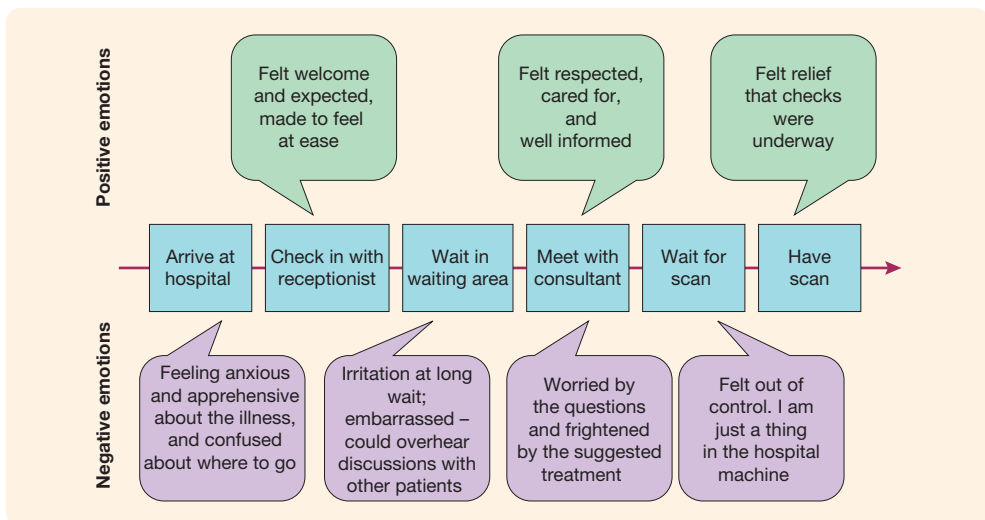 Positive emotions
Felt welcome
and expected,
made to feel
at ease
Felt respected,
cared for,
and
well informed
Felt relief
that checks
were
underway
Arrive at
hospital
Check in with
receptionist
Wait in
waiting area
Meet with
consultant
Wait for
scan
Have
scan
Negative emotions
Feeling anxious
and apprehensive
about the illness,
and confused
about where to go
Irritation at long
wait;
embarrassed –
could overhear
discussions with
other patients
Worried by
the questions
and frightened
by the suggested
treatment
Felt out of
control. I am
just a thing
in the hospital
machine